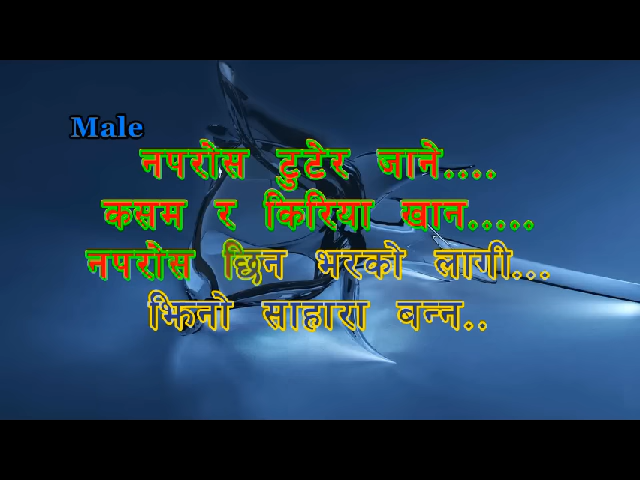 Male
नपरोस टुटेर जाने....
कसम र किरिया खान.....
नपरोस छिन भरको लागी...
झिनो साहारा बन्न..